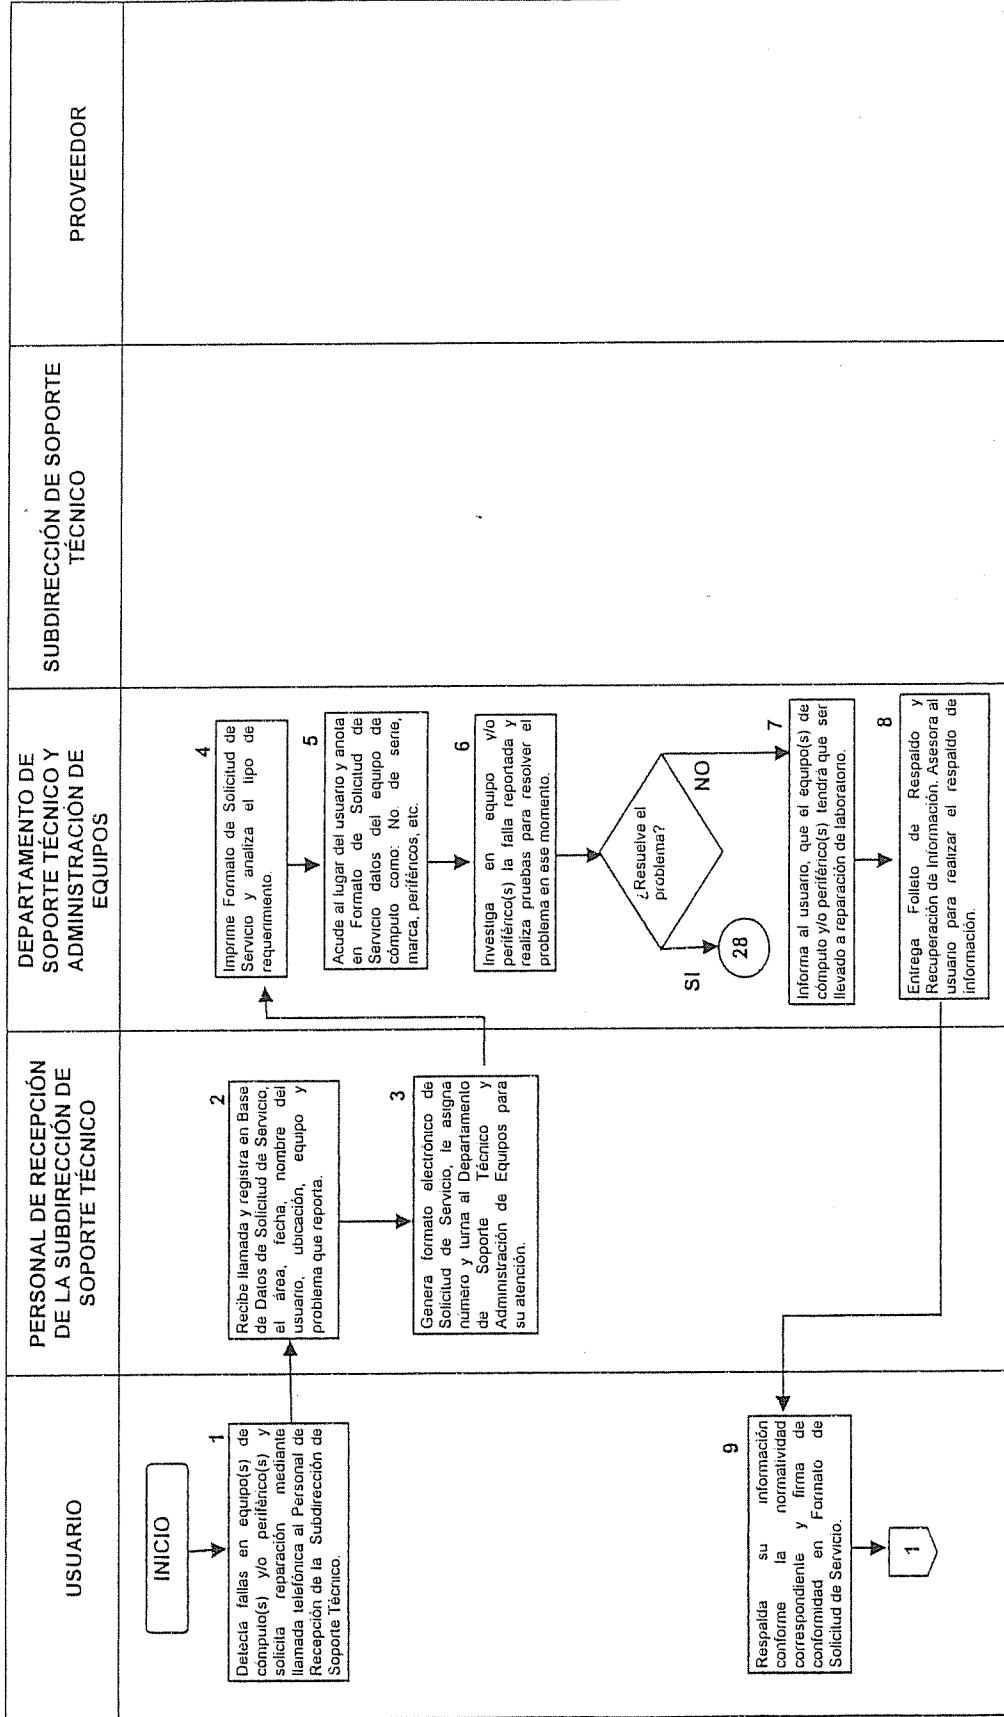 USUARIO
PERSONAL DE RECEPCIÓN
DE LA SUBDIRECCIÓN DE
SOPORTE TÉCNICO
DEPARTAMENTO DE
SOPORTE TÉCNICO Y
ADMINISTRACIÓN DE
EQUIPOS
SUBDIRECCIÓN DE SOPORTE
TÉCNICO
PROVEEDOR
INICIO
1
Detecta fallas en equipo(s) de
cómputo(s) y/o periférico(s) y
solicita reparación mediante
llamada telefónica al Personal de
Recepción de la Subdirección de
Soporte Técnico.
2
Recibe llamada y registra en Base
de Datos de Solicitud de Servicio,
el área, fecha, nombre del
usuario, ubicación, equipo y
problema que reporta.
3
Genera formato electrónico de
Solicitud de Servicio, le asigna
número y turna al Departamento
de Soporte Técnico y
Administración de Equipos para
su atención.
4
Imprime Formato de Solicitud de
Servicio y analiza el tipo de
requerimiento.
5
Acude al lugar del usuario y anota
en Formato de Solicitud de
Servicio datos del equipo de
cómputo como: No. de serie,
marca, periféricos, etc.
6
Investiga en equipo y/o
periférico(s) la falla reportada y
realiza pruebas para resolver el
problema en ese momento.
¿Resuelve el
problema?
SI
NO
28
7
Informa al usuario, que el equipo(s) de
cómputo y/o periférico(s) tendrá que ser
llevado a reparación de laboratorio.
8
Entrega Folleto de Respaldo y
Recuperación de Información. Asesora al
usuario para realizar el respaldo de
información.
9
Respalda su información
conforme la normatividad
correspondiente y firma de
conformidad en Formato de
Solicitud de Servicio.
1